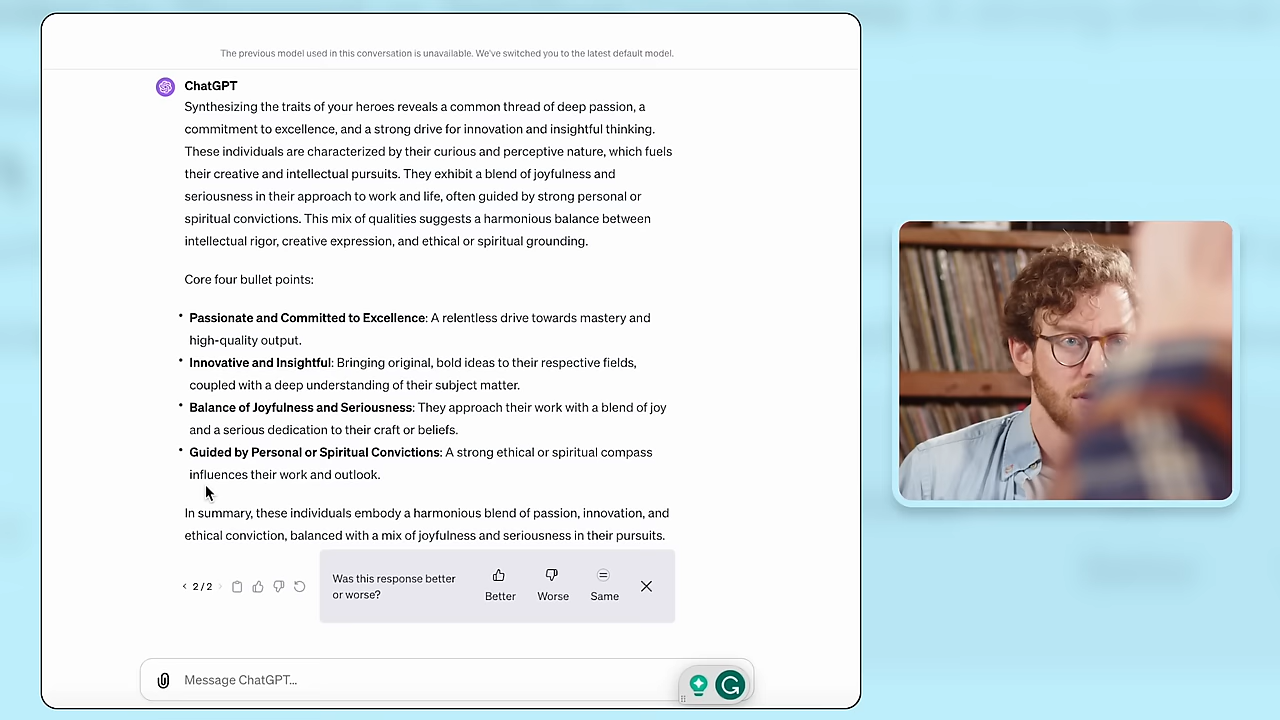 The previous model used in this conversation is unavailable. We've switched you to the latest default model.
ChatGPT
Synthesizing the traits of your heroes reveals a common thread of deep passion, a
commitment to excellence, and a strong drive for innovation and insightful thinking.
These individuals are characterized by their curious and perceptive nature, which fuels
their creative and intellectual pursuits. They exhibit a blend of joyfulness and
seriousness in their approach to work and life, often guided by strong personal or
spiritual convictions. This mix of qualities suggests a harmonious balance between
intellectual rigor, creative expression, and ethical or spiritual grounding.
Core four bullet points:
• Passionate and Committed to Excellence: A relentless drive towards mastery and
high-quality output.
• Innovative and Insightful: Bringing original, bold ideas to their respective fields,
coupled with a deep understanding of their subject matter.
• Balance of Joyfulness and Seriousness: They approach their work with a blend of joy
and a serious dedication to their craft or beliefs.
• Guided by Personal or Spiritual Convictions: A strong ethical or spiritual compass
influences their work and outlook.
In summary, these individuals embody a harmonious blend of passion, innovation, and
ethical conviction, balanced with a mix of joyfulness and seriousness in their pursuits.
< 2 / 2 >
Was this response better
or worse?
Better Worse Same
Message ChatGPT...